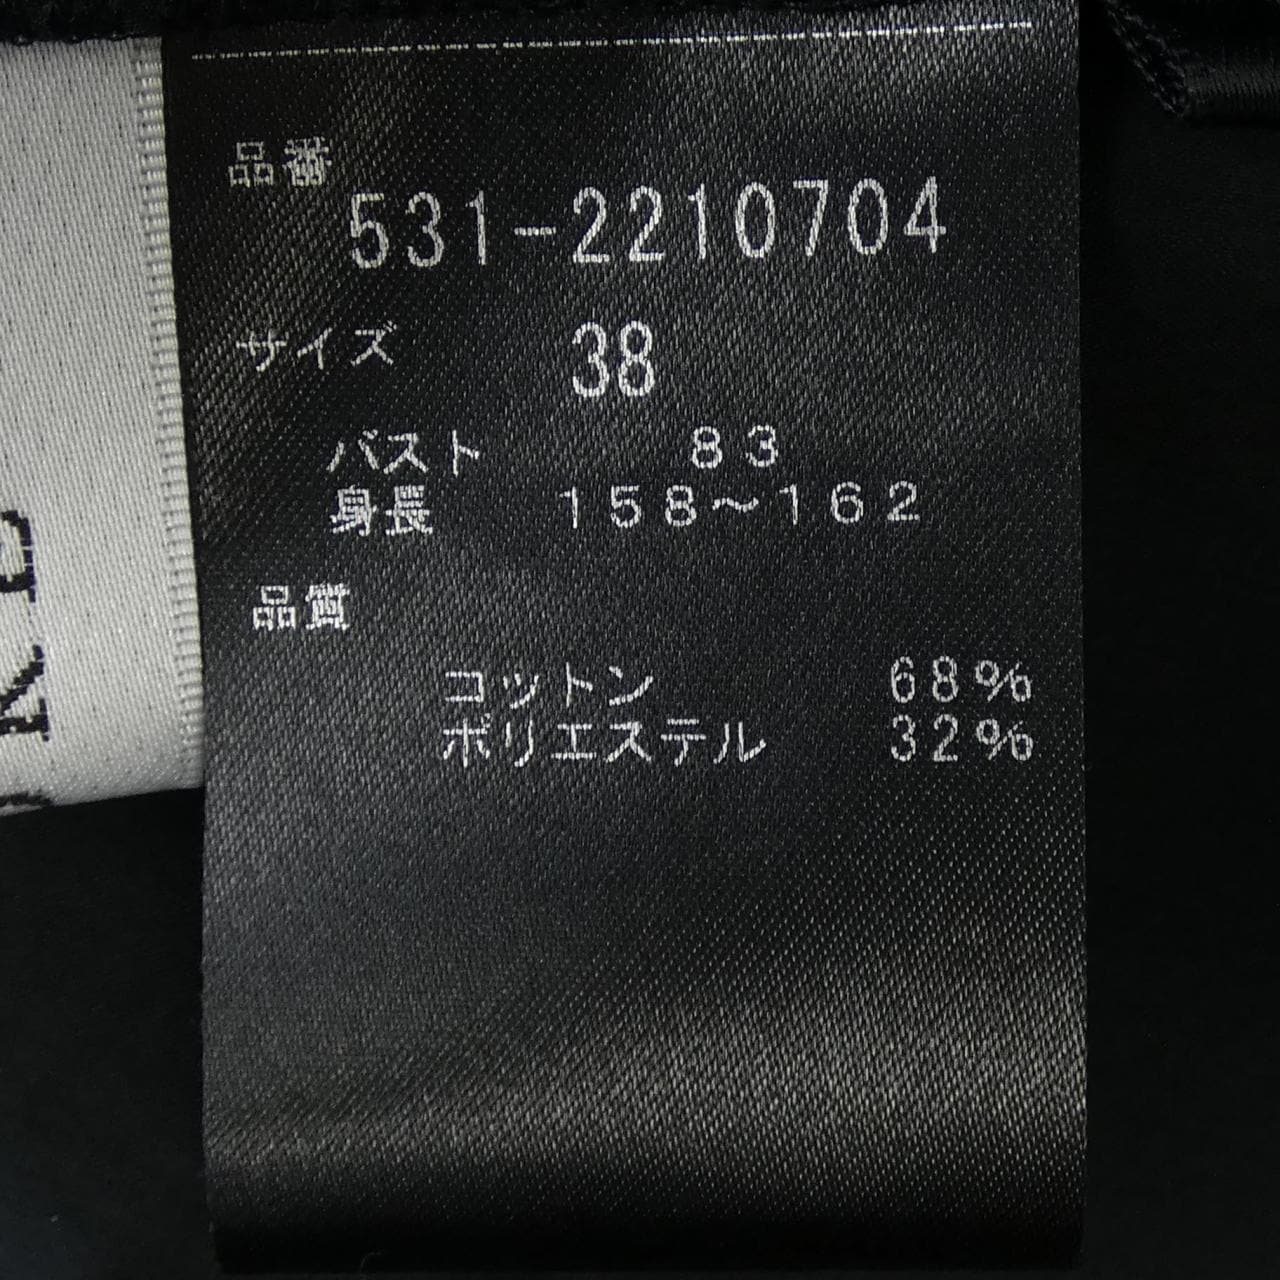 品番
531-2210704
サイズ 38
バスト 83
身長 158～162
品質
コットン 68%
ポリエステル 32%